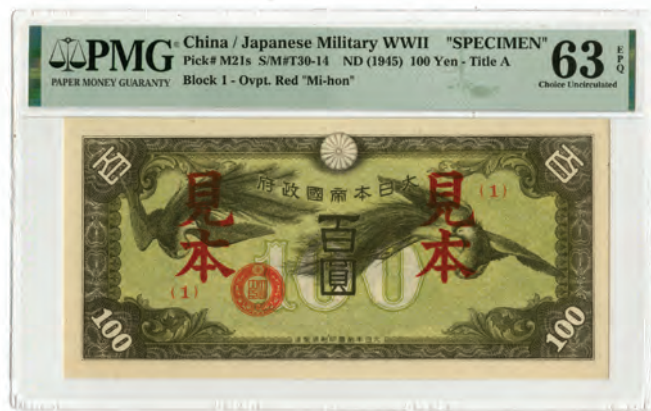 PMG
PAPER MONEY GUARANTY
China / Japanese Military WWII "SPECIMEN"
Pick# M21s S/M#T30-14 ND (1945) 100 Yen - Title A
Block 1 - Ovpt. Red "Mi-hon"
63
EPQ
Choice Uncirculated
府政國帝本日大
見本
見本
(1)
(1)
百圓
100
100
100